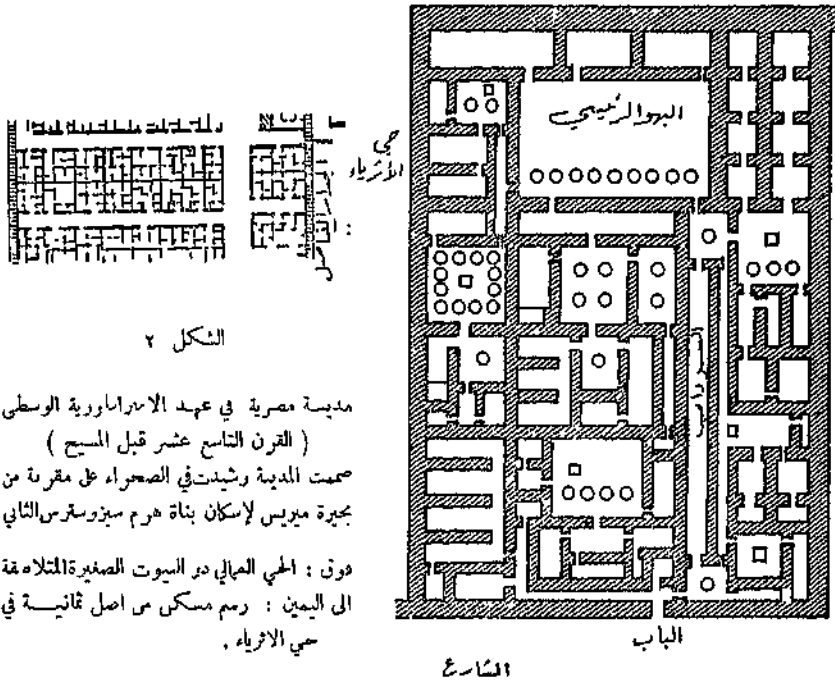 البهو الرئيسي
حي
الأثرياء
الشكل ٢
مدينة مصرية في عهد الامبراطورية الوسطى
( القرن التاسع عشر قبل المسيح )
صممت المدينة وشيدت في الصحراء على مقربة من
بحيرة ميريس لإسكان بناة هرم سيزوسترس الثاني
فوق : الحي العمالي ذو البيوت الصغيرة المتلاصقة
الى اليمين : رسم مسكن من اصل ثمانيـــة في
حي الاثرياء .
الباب
الشارع